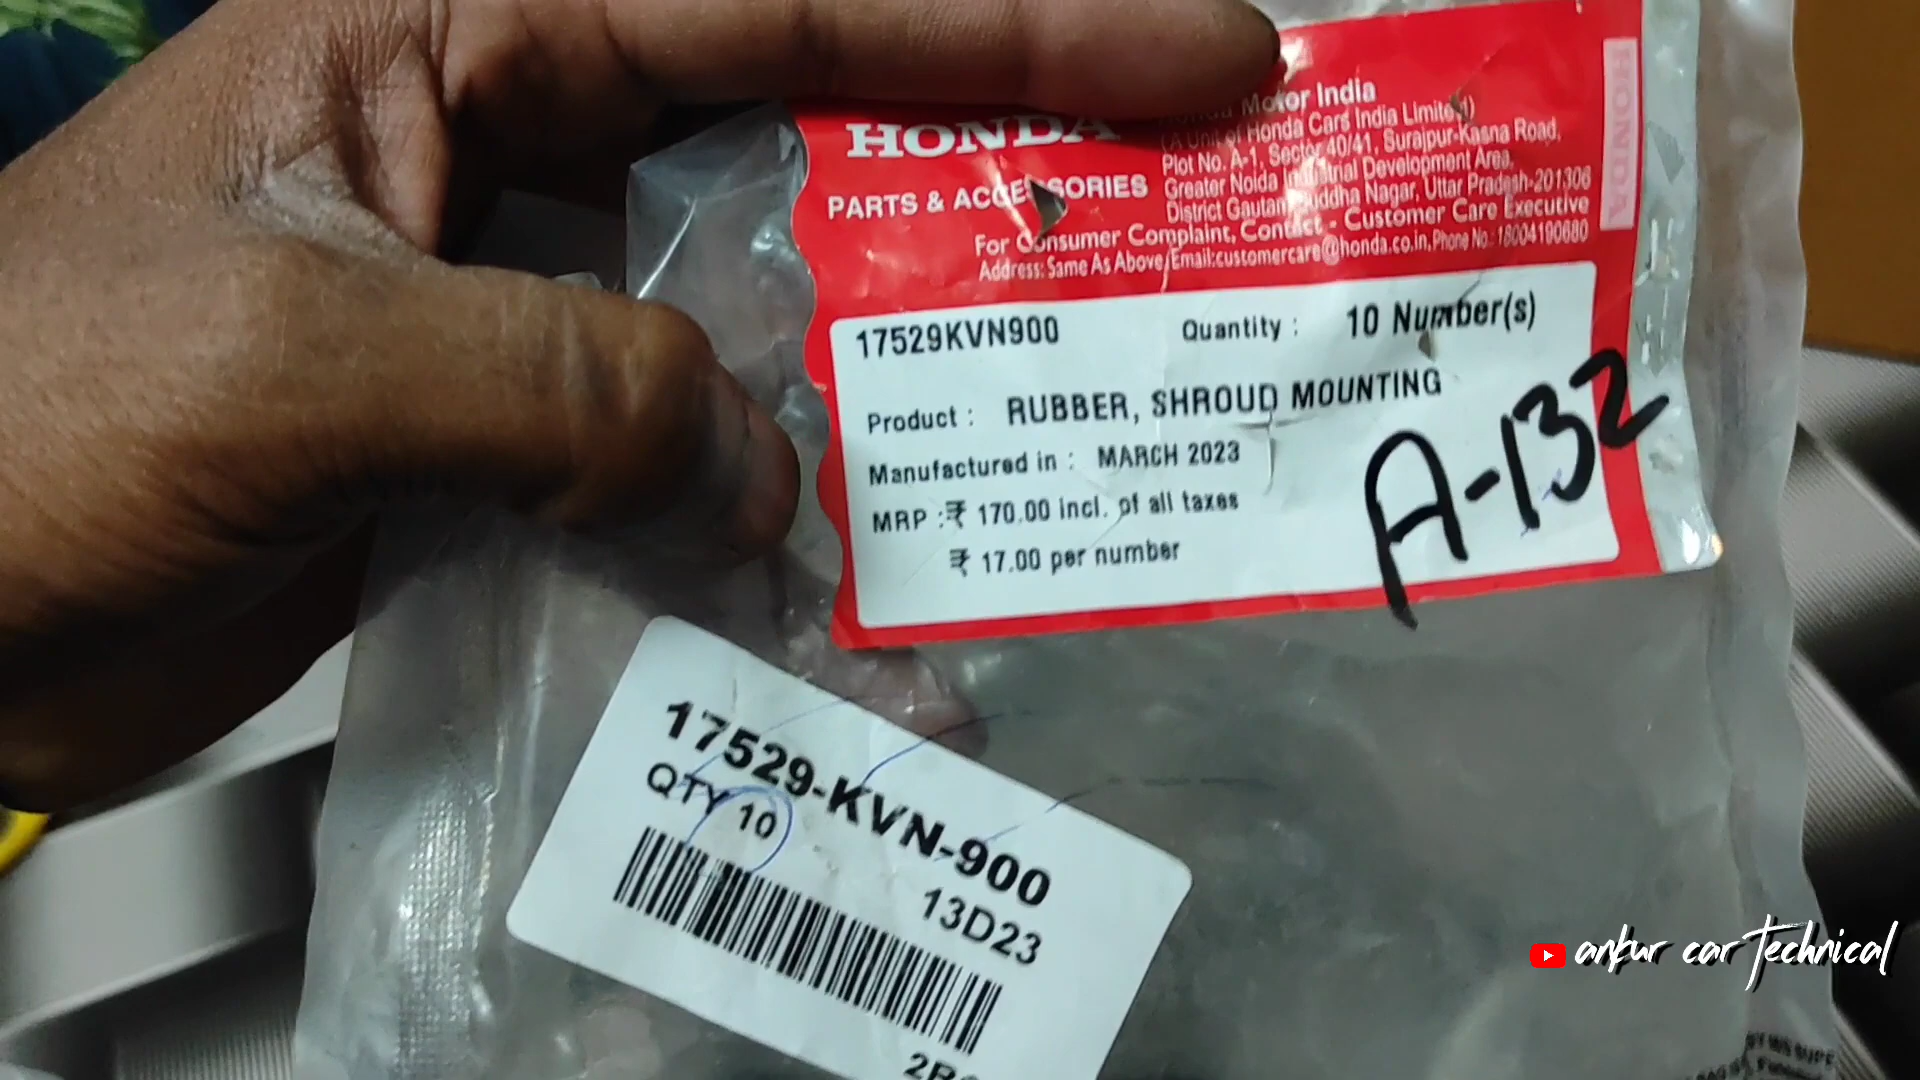 HONDA
PARTS & ACCESSORIES
Motor India
(A Unit of Honda Cars India Limited)
Plot No. A-1, Sector 40/41, Surajpur-Kasna Road,
Greater Noida Industrial Development Area,
District Gautam Buddha Nagar, Uttar Pradesh-201306
For Consumer Complaint, Contact - Customer Care Executive
Address: Same As Above, Email:customercare@honda.co.in, Phone No.: 18004190680
HONDA
17529KVN900 Quantity : 10 Number(s)
Product : RUBBER, SHROUD MOUNTING
Manufactured in : MARCH 2023
MRP :₹ 170.00 incl. of all taxes
₹ 17.00 per number
A-132
17529-KVN-900
QTY 10
13D23
ankur car Technical